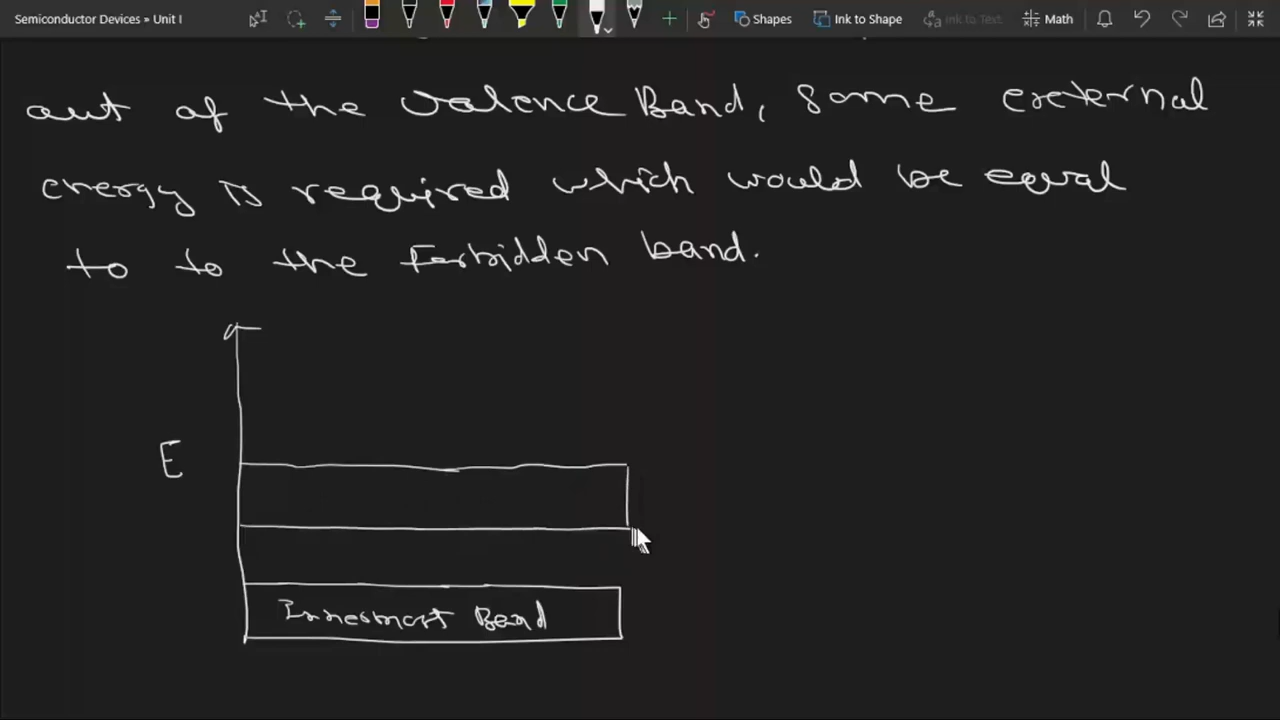 Semiconductor Devices » Unit I
Shapes
Ink to Shape
Ink to Text
Math
out of the Valence Band, some external
energy is required which would be equal
to to the Forbidden band.
E
Innermost Band